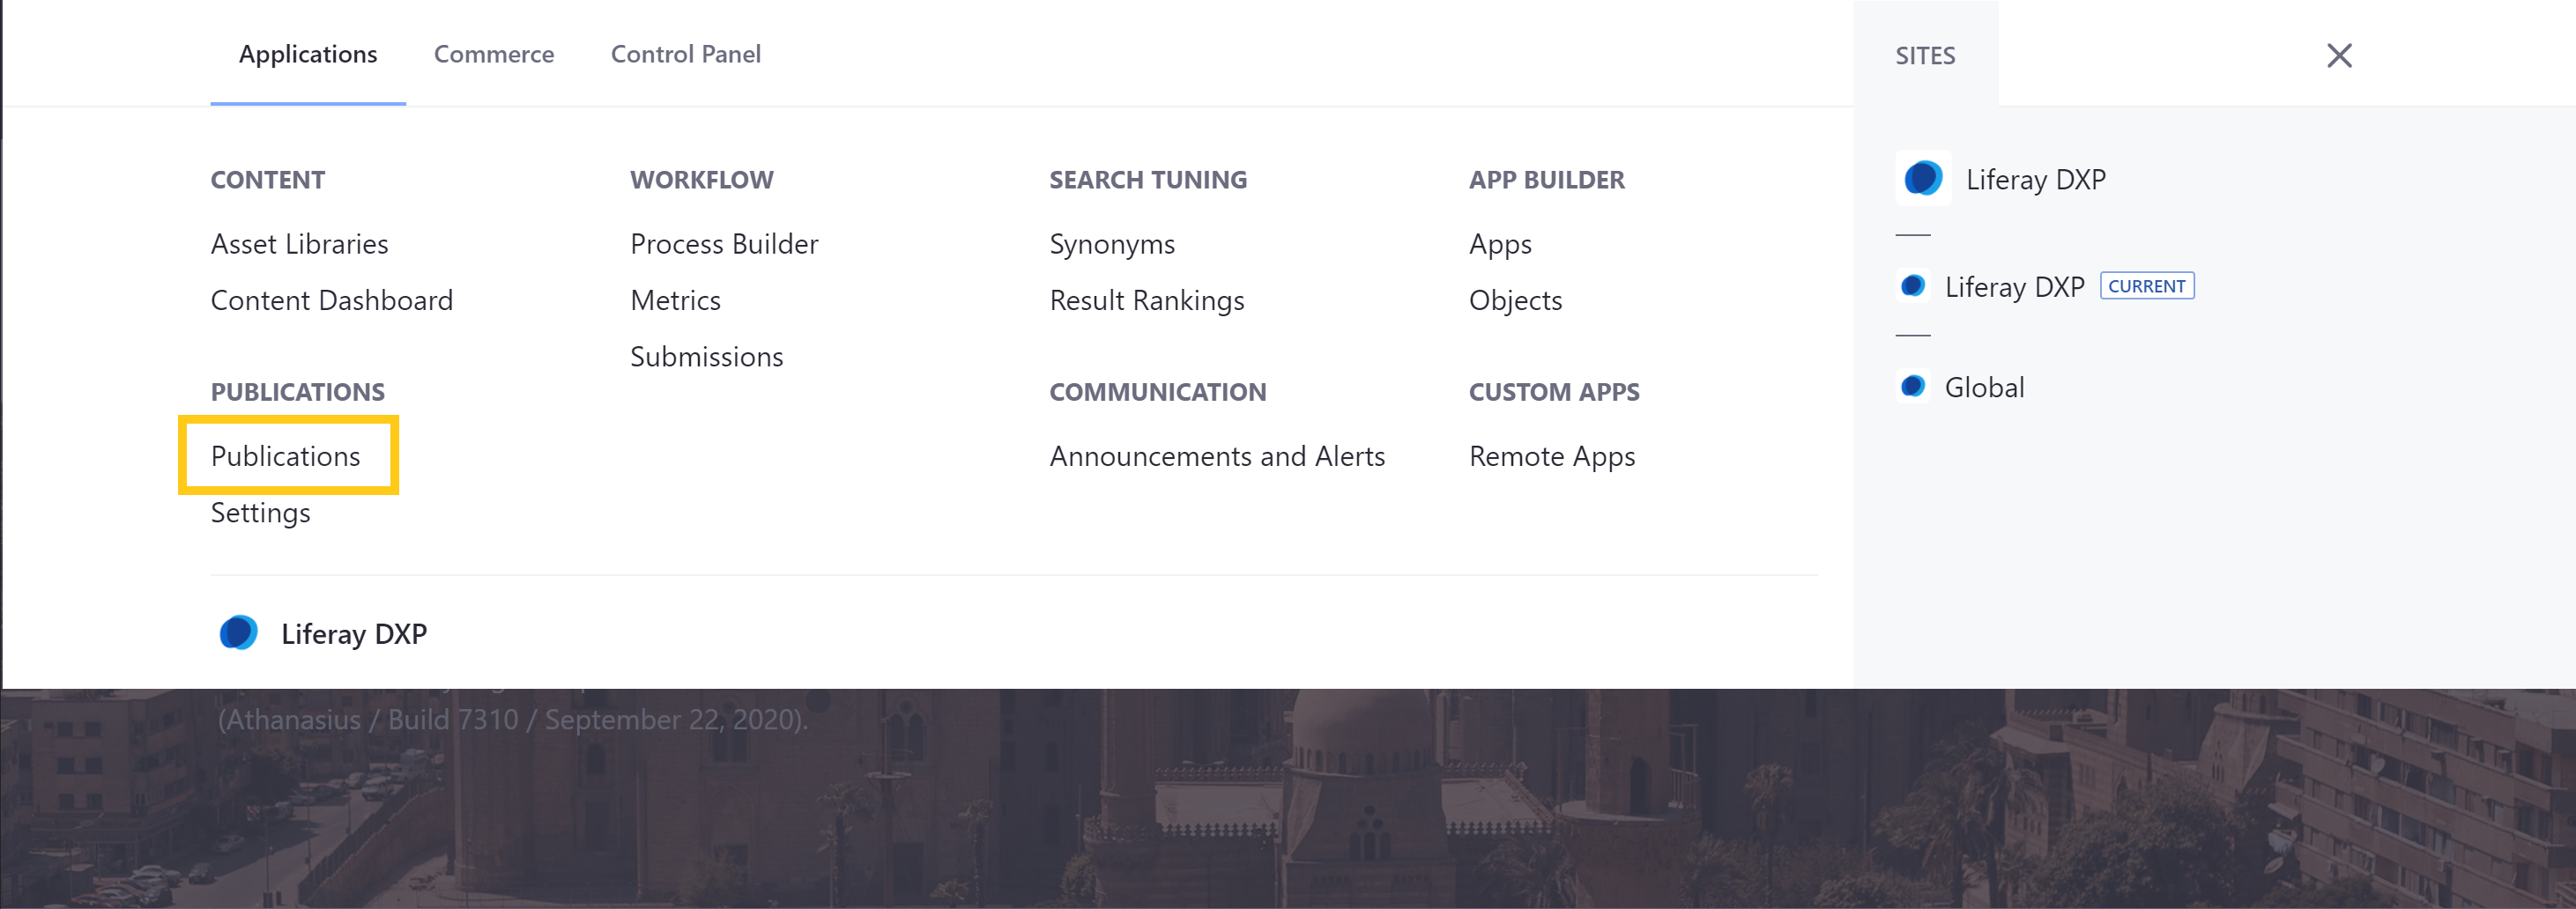 Applications
Commerce
Control Panel
SITES
CONTENT
Asset Libraries
Content Dashboard
PUBLICATIONS
Publications
Settings
WORKFLOW
Process Builder
Metrics
Submissions
SEARCH TUNING
Synonyms
Result Rankings
COMMUNICATION
Announcements and Alerts
APP BUILDER
Apps
Objects
CUSTOM APPS
Remote Apps
Liferay DXP
Liferay DXP CURRENT
Global
Liferay DXP
(Athanasius / Build 7310 / September 22, 2020).